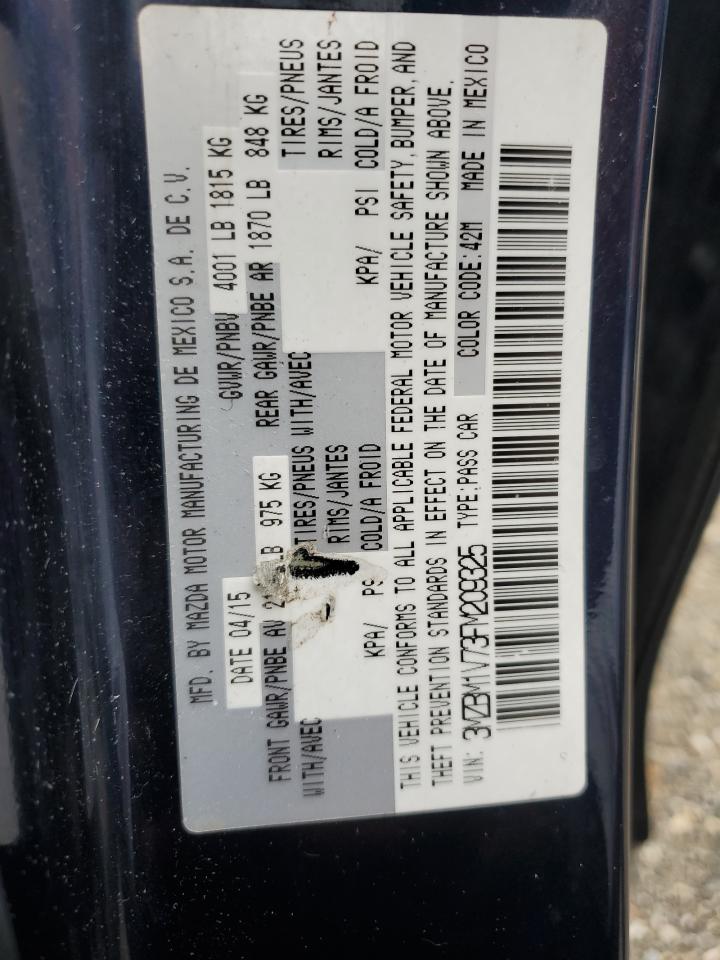 MFD. BY MAZDA MOTOR MANUFACTURING DE MEXICO S.A. DE C.V.
DATE 04/15 GVWR/PNBV 4001 LB 1815 KG
FRONT GAWR/PNBE AV 2 LB 975 KG REAR GAWR/PNBE AR 1870 LB 848 KG
WITH/AVEC TIRES/PNEUS WITH/AVEC TIRES/PNEUS
RIMS/JANTES RIMS/JANTES
KPA/ PS COLD/A FROID KPA/ PSI COLD/A FROID
THIS VEHICLE CONFORMS TO ALL APPLICABLE FEDERAL MOTOR VEHICLE SAFETY, BUMPER, AND
THEFT PREVENTION STANDARDS IN EFFECT ON THE DATE OF MANUFACTURE SHOWN ABOVE.
VIN: 3MZBM1V73FM209325 TYPE:PASS CAR COLOR CODE:42M MADE IN MEXICO